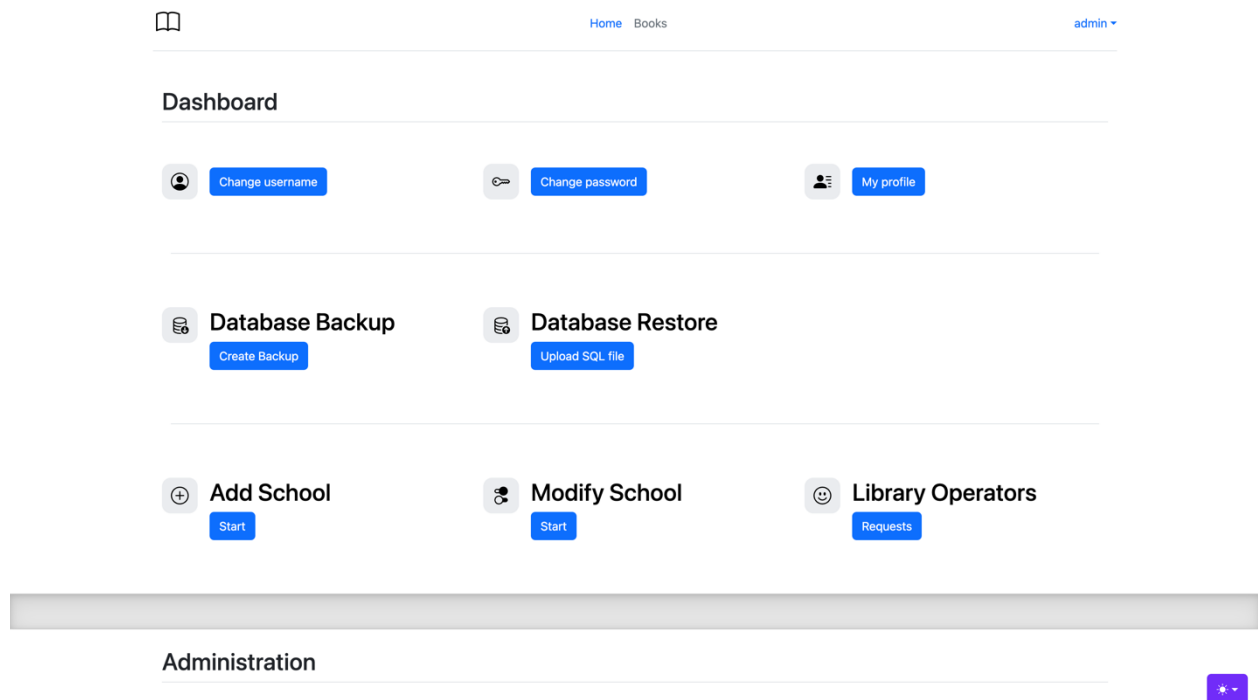 Home Books admin
Dashboard
Change username Change password My profile
Database Backup Database Restore
Create Backup Upload SQL file
Add School Modify School Library Operators
Start Start Requests
Administration